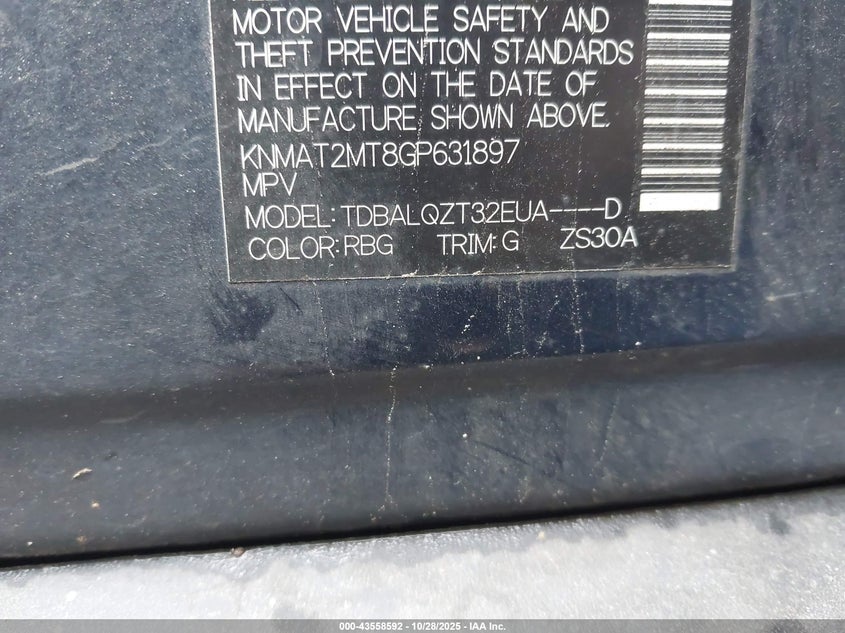 MOTOR VEHICLE SAFETY AND
THEFT PREVENTION STANDARDS
IN EFFECT ON THE DATE OF
MANUFACTURE SHOWN ABOVE.
KNMAT2MT8GP631897
MPV
MODEL: TDBALQZT32EUA----D
COLOR: RBG TRIM: G ZS30A
000-43558592 - 10/28/2025 - IAA Inc.